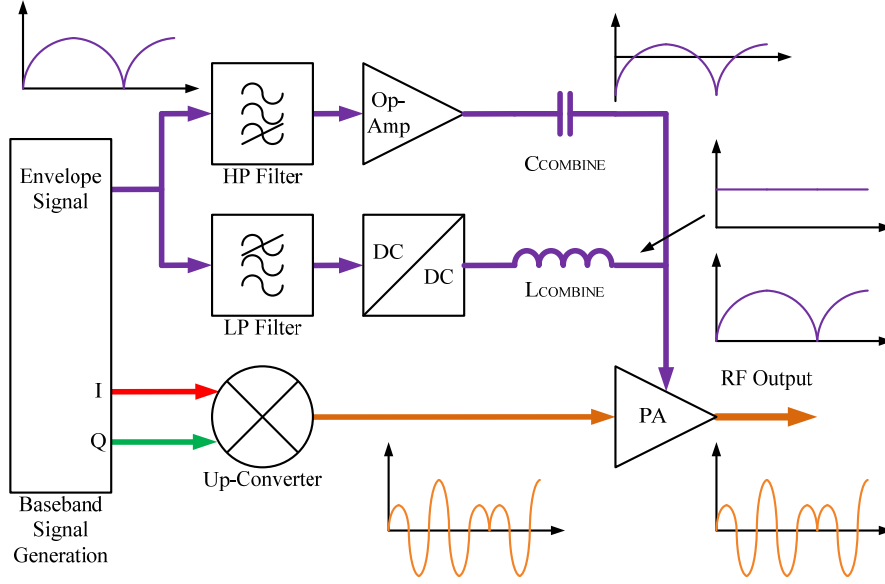 Op-
Amp
HP Filter
CCOMBINE
Envelope
Signal
DC
DC
LCOMBINE
LP Filter
RF Output
I
Q
PA
Up-Converter
Baseband
Signal
Generation